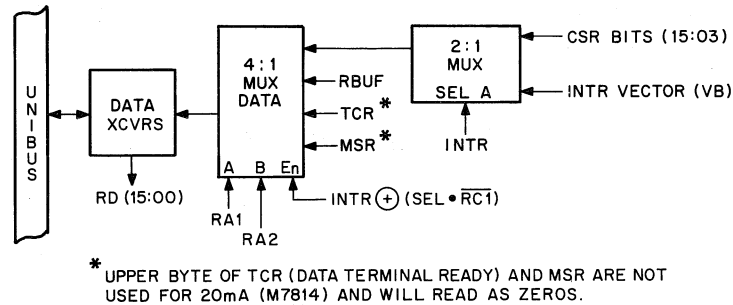 UNIBUS
DATA
XCVRS
RD (15:00)
4:1
MUX
DATA
A B En
RBUF
TCR*
MSR*
RA1
RA2
INTR ⊕ (SEL • R̅C̅1̅)
2:1
MUX
SEL A
INTR
CSR BITS (15:03)
INTR VECTOR (VB)
* UPPER BYTE OF TCR (DATA TERMINAL READY) AND MSR ARE NOT
USED FOR 20mA (M7814) AND WILL READ AS ZEROS.